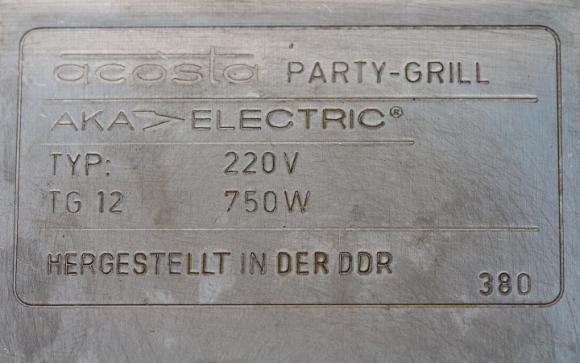 acosta PARTY-GRILL
AKA ELECTRIC®
TYP: 220V
TG 12 750W
HERGESTELLT IN DER DDR
380